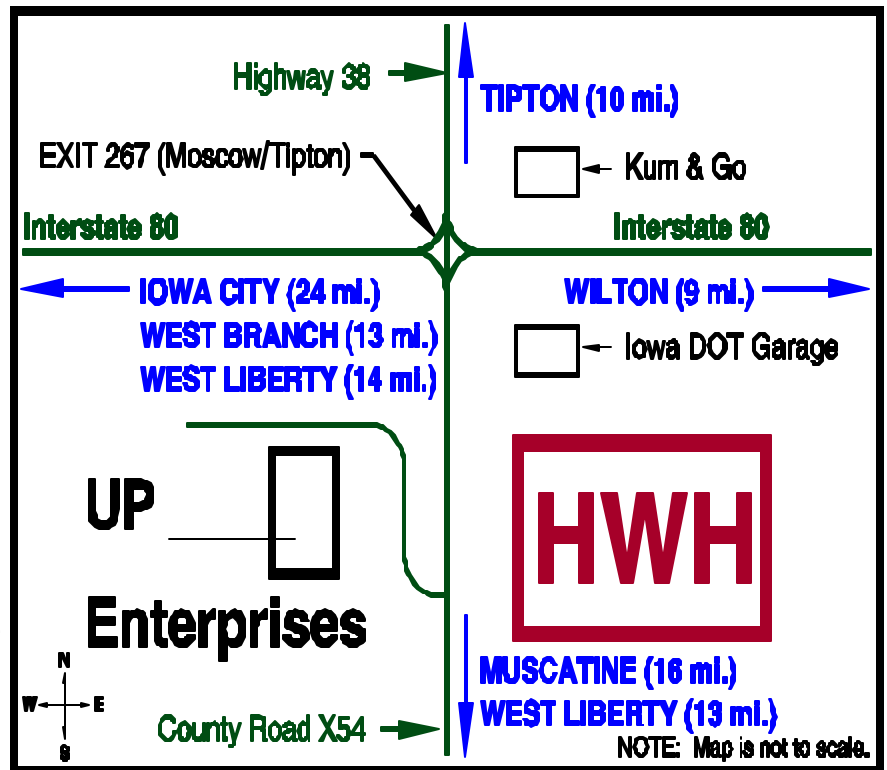 Highway 38
TIPTON (10 mi.)
EXIT 267 (Moscow/Tipton)
Kum & Go
Interstate 80
Interstate 80
IOWA CITY (24 mi.)
WILTON (9 mi.)
WEST BRANCH (13 mi.)
Iowa DOT Garage
WEST LIBERTY (14 mi.)
UP
HWH
Enterprises
N
W
E
S
MUSCATINE (16 mi.)
WEST LIBERTY (13 mi.)
County Road X54
NOTE: Map is not to scale.